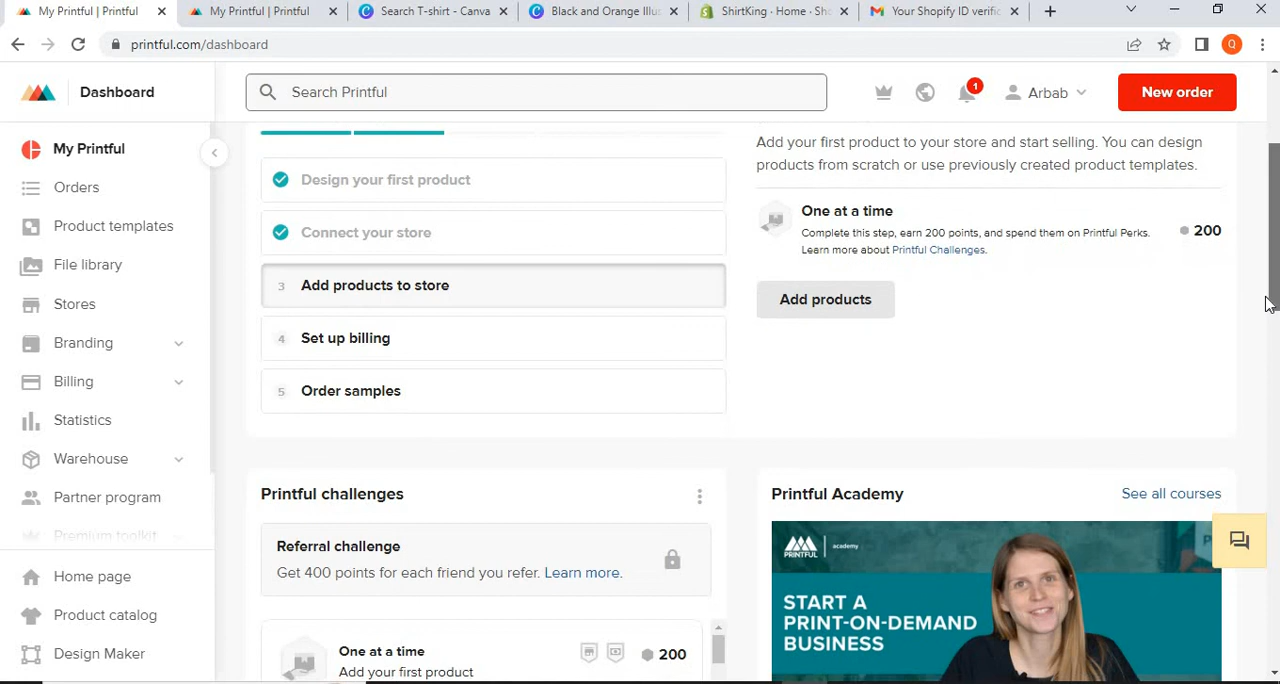 My Printful | Printful
My Printful | Printful
Search T-shirt - Canva
Black and Orange Illus
ShirtKing · Home · Sho
Your Shopify ID verific
printful.com/dashboard
Q
Dashboard
Search Printful
1
Arbab
New order
My Printful
Orders
Product templates
File library
Stores
Branding
Billing
Statistics
Warehouse
Partner program
Premium toolkit
Home page
Product catalog
Design Maker
Design your first product
Connect your store
3 Add products to store
4 Set up billing
5 Order samples
Add your first product to your store and start selling. You can design
products from scratch or use previously created product templates.
One at a time
Complete this step, earn 200 points, and spend them on Printful Perks.
Learn more about Printful Challenges.
200
Add products
Printful challenges
Referral challenge
Get 400 points for each friend you refer. Learn more.
One at a time
Add your first product
200
Printful Academy
See all courses
PRINTFUL
academy
START A
PRINT-ON-DEMAND
BUSINESS